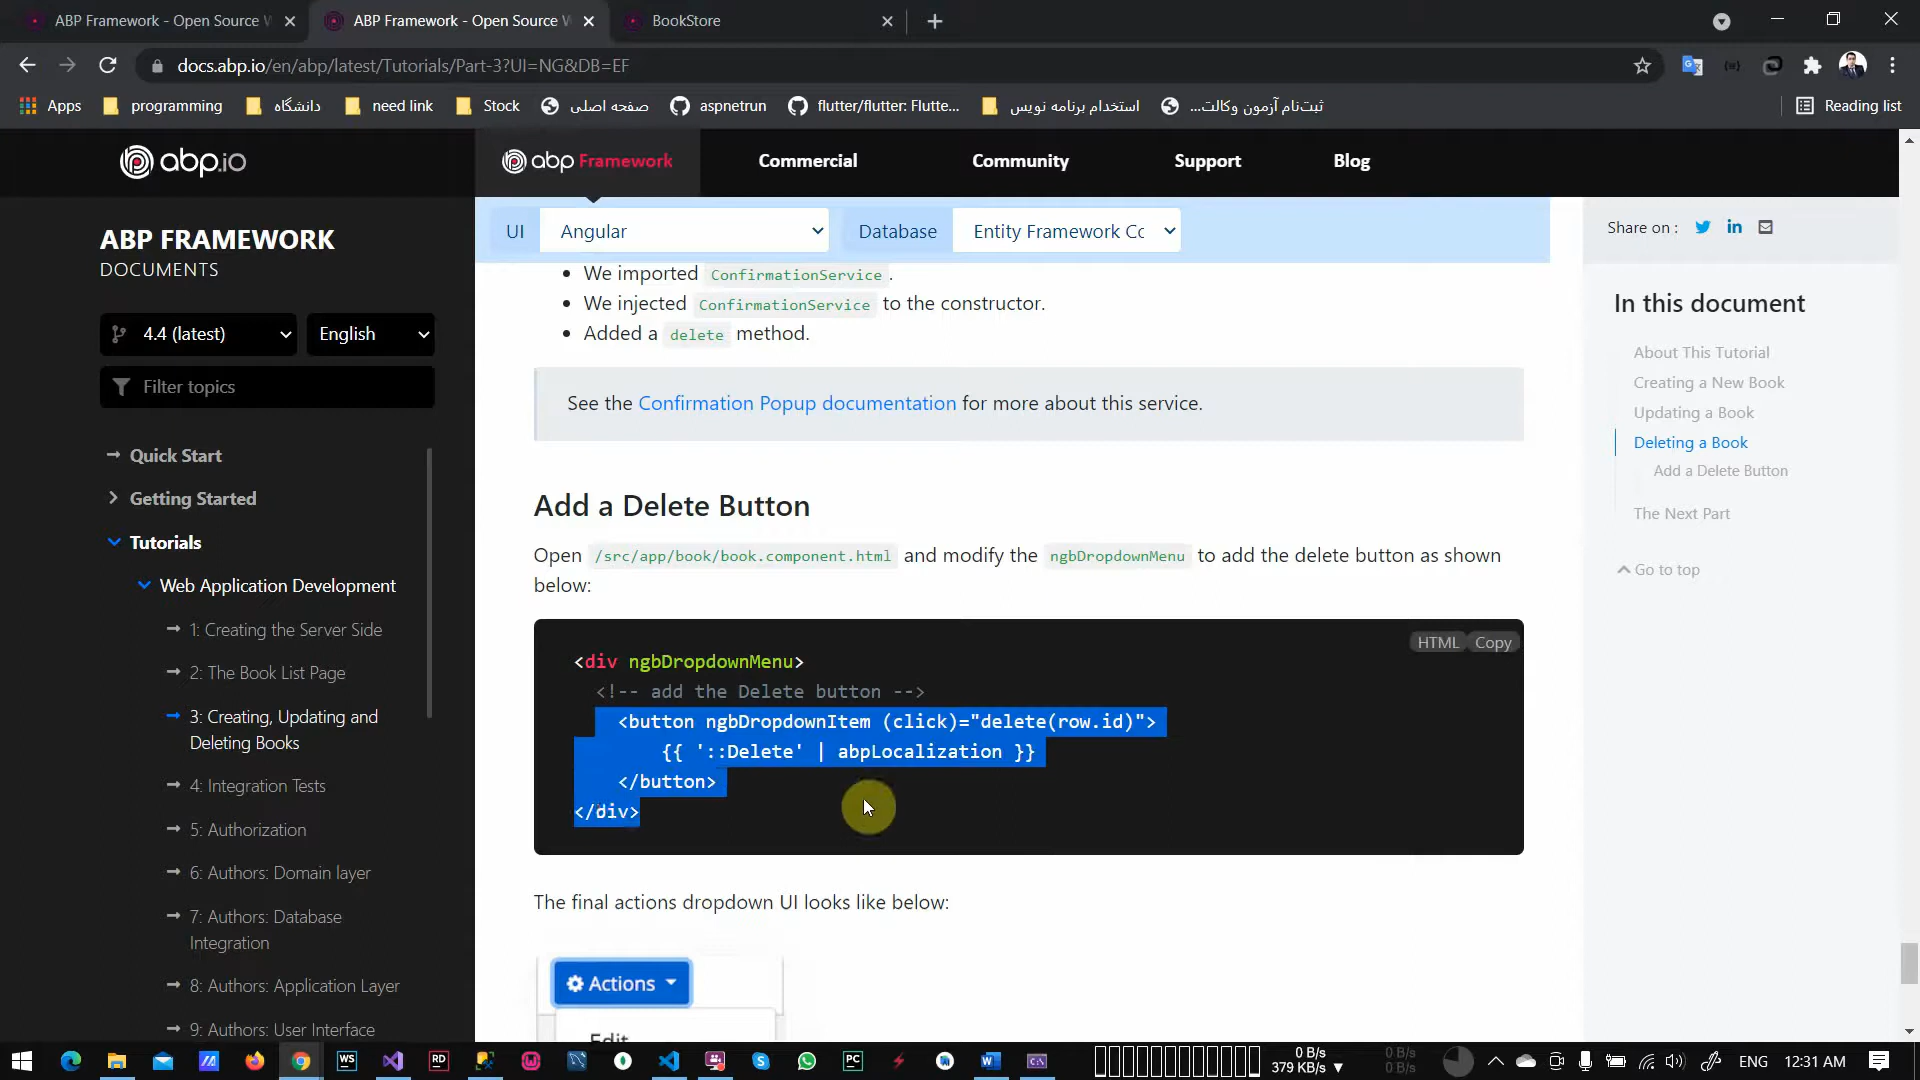 ABP Framework - Open Source W
ABP Framework - Open Source W
BookStore
docs.abp.io/en/abp/latest/Tutorials/Part-3?UI=NG&DB=EF
Apps
programming
دانشگاه
need link
Stock
صفحه اصلی
aspnetrun
flutter/flutter: Flutte...
استخدام برنامه نویس
ثبت‌نام آزمون وکالت...
Reading list
abp.io
abp Framework
Commercial
Community
Support
Blog
ABP FRAMEWORK
DOCUMENTS
4.4 (latest)
English
Filter topics
Quick Start
Getting Started
Tutorials
Web Application Development
1: Creating the Server Side
2: The Book List Page
3: Creating, Updating and
Deleting Books
4: Integration Tests
5: Authorization
6: Authors: Domain layer
7: Authors: Database
Integration
8: Authors: Application Layer
9: Authors: User Interface
UI
Angular
Database
Entity Framework Cc
We imported ConfirmationService .
We injected ConfirmationService to the constructor.
Added a delete method.
See the Confirmation Popup documentation for more about this service.
Add a Delete Button
Open /src/app/book/book.component.html and modify the ngbDropdownMenu to add the delete button as shown
below:
HTML
Copy
<div ngbDropdownMenu>
<!-- add the Delete button -->
<button ngbDropdownItem (click)="delete(row.id)">
{{ '::Delete' | abpLocalization }}
</button>
</div>
The final actions dropdown UI looks like below:
Actions
Edit
Share on :
In this document
About This Tutorial
Creating a New Book
Updating a Book
Deleting a Book
Add a Delete Button
The Next Part
Go to top
WS
RD
PC
0 B/s
379 KB/s
0 B/s
0 B/s
ENG
12:31 AM